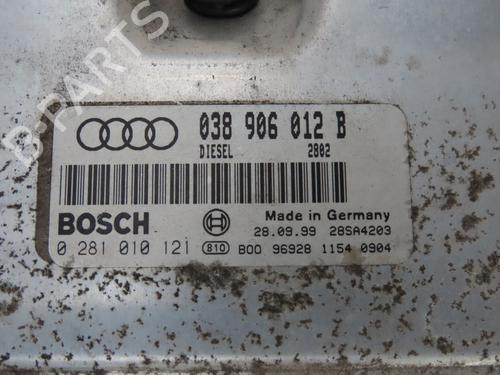 038 906 012 B
DIESEL 2802
BOSCH Made in Germany
28.09.99 28SA4203
0 281 010 121 810 B00 96928 1154 0904
B-PARTS